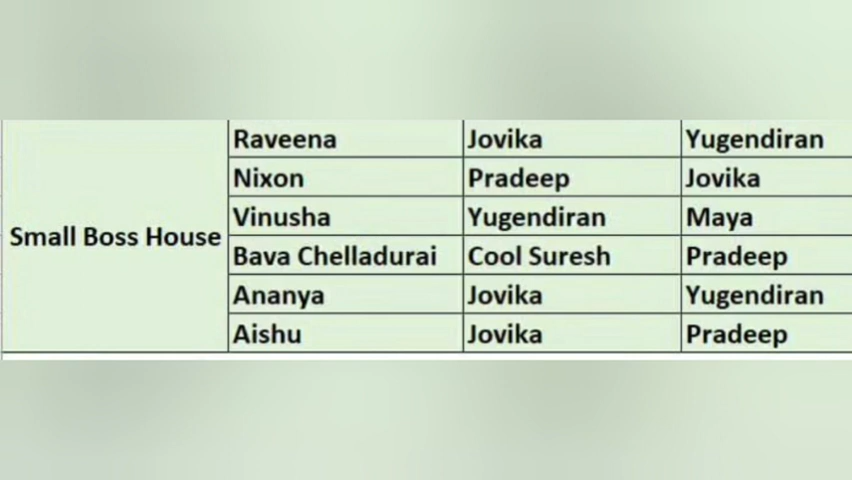 Small Boss House
Raveena Jovika Yugendiran
Nixon Pradeep Jovika
Vinusha Yugendiran Maya
Bava Chelladurai Cool Suresh Pradeep
Ananya Jovika Yugendiran
Aishu Jovika Pradeep